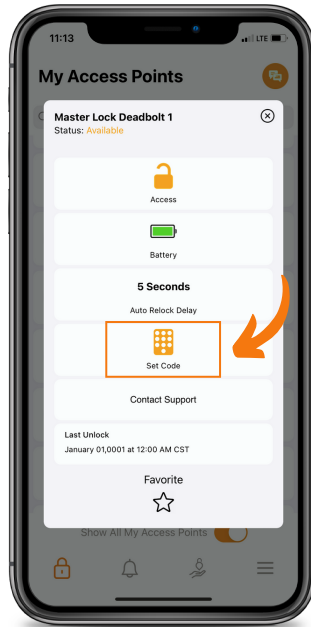 11:13
LTE
My Access Points
Master Lock Deadbolt 1
Status: Available
Access
Battery
5 Seconds
Auto Relock Delay
Set Code
Contact Support
Last Unlock
January 01,0001 at 12:00 AM CST
Favorite
Show All My Access Points